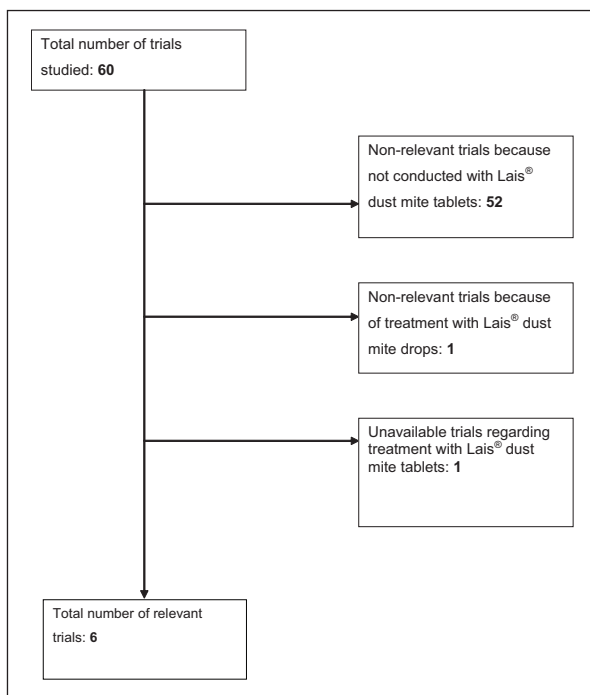 Total number of trials
studied: 60
Non-relevant trials because
not conducted with Lais®
dust mite tablets: 52
Non-relevant trials because
of treatment with Lais® dust
mite drops: 1
Unavailable trials regarding
treatment with Lais® dust
mite tablets: 1
Total number of relevant
trials: 6